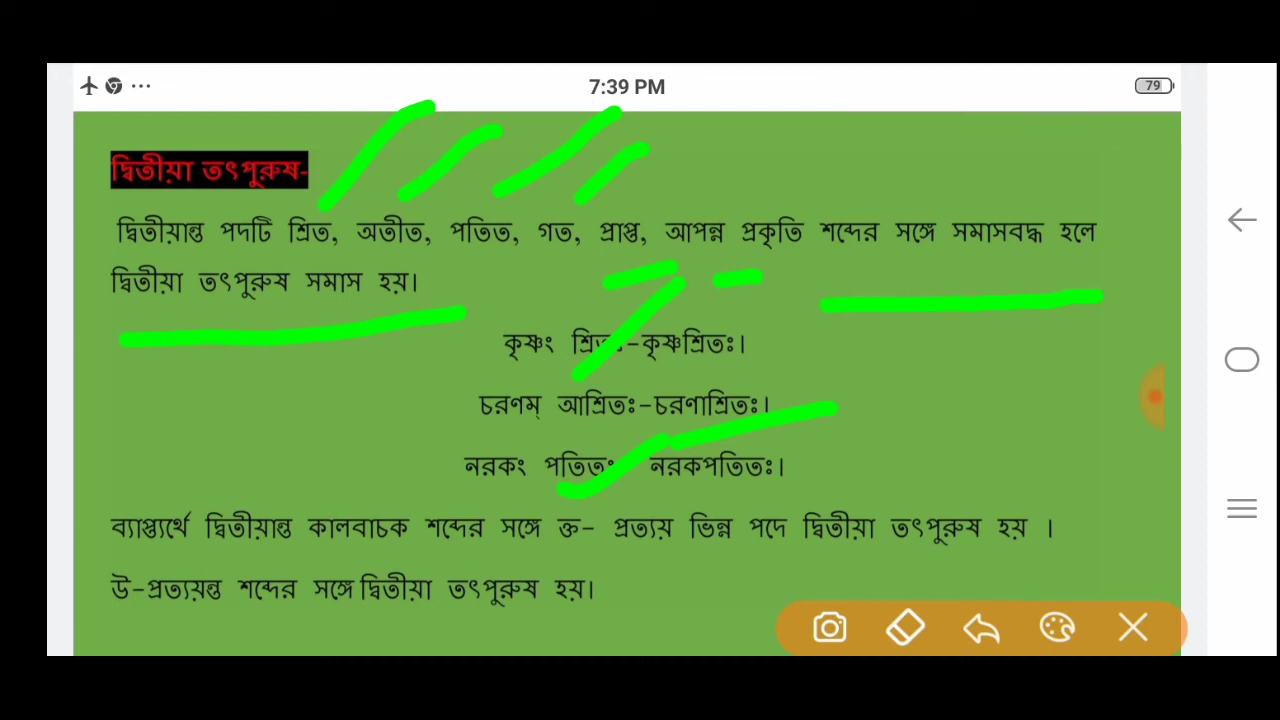 7:39 PM
79
দ্বিতীয়া তৎপুরুষ-
দ্বিতীয়ান্ত পদটি শ্রিত, অতীত, পতিত, গত, প্রাপ্ত, আপন্ন প্রকৃতি শব্দের সঙ্গে সমাসবদ্ধ হলে
দ্বিতীয়া তৎপুরুষ সমাস হয়।
কৃষ্ণং শ্রিতঃ-কৃষ্ণশ্রিতঃ।
চরণম্ আশ্রিতঃ-চরণাশ্রিতঃ।
নরকং পতিতঃ নরকপতিতঃ।
ব্যাপ্ত্যর্থে দ্বিতীয়ান্ত কালবাচক শব্দের সঙ্গে ক্ত- প্রত্যয় ভিন্ন পদে দ্বিতীয়া তৎপুরুষ হয় ।
উ-প্রত্যয়ন্ত শব্দের সঙ্গে দ্বিতীয়া তৎপুরুষ হয়।